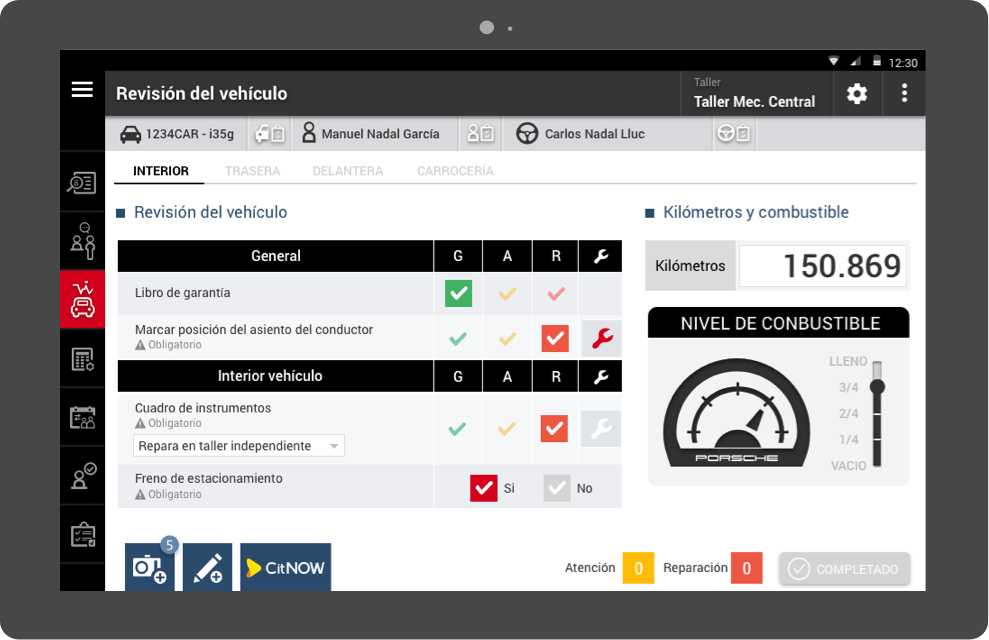 12:30
Revisión del vehículo
Taller
Taller Mec. Central
1234CAR - i35g
Manuel Nadal García
Carlos Nadal Lluc
INTERIOR
TRASERA
DELANTERA
CARROCERÍA
Revisión del vehículo
General G A R
Libro de garantía
Marcar posición del asiento del conductor
Obligatorio
Interior vehículo G A R
Cuadro de instrumentos
Obligatorio
Repara en taller independiente
Freno de estacionamiento
Obligatorio
Si No
Kilómetros y combustible
Kilómetros 150.869
NIVEL DE CONBUSTIBLE
LLENO
3/4
2/4
1/4
VACIO
PORSCHE
5
CitNOW
Atención 0 Reparación 0
COMPLETADO